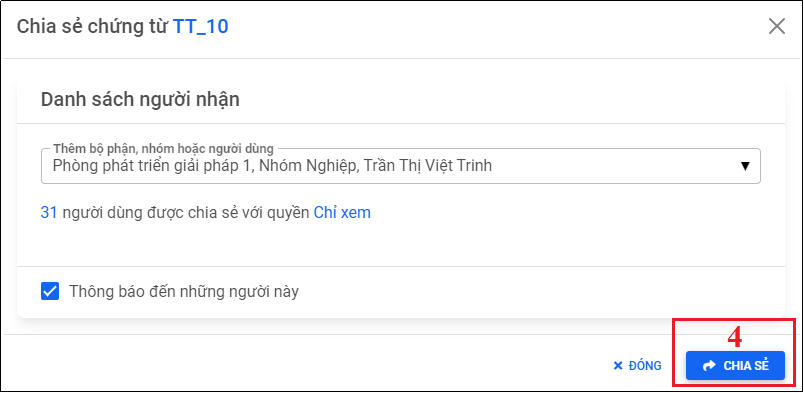 Chia sẻ chứng từ TT_10
Danh sách người nhận
Thêm bộ phận, nhóm hoặc người dùng
Phòng phát triển giải pháp 1, Nhóm Nghiệp, Trần Thị Việt Trinh
31 người dùng được chia sẻ với quyền Chỉ xem
Thông báo đến những người này
4
ĐÓNG
CHIA SẺ